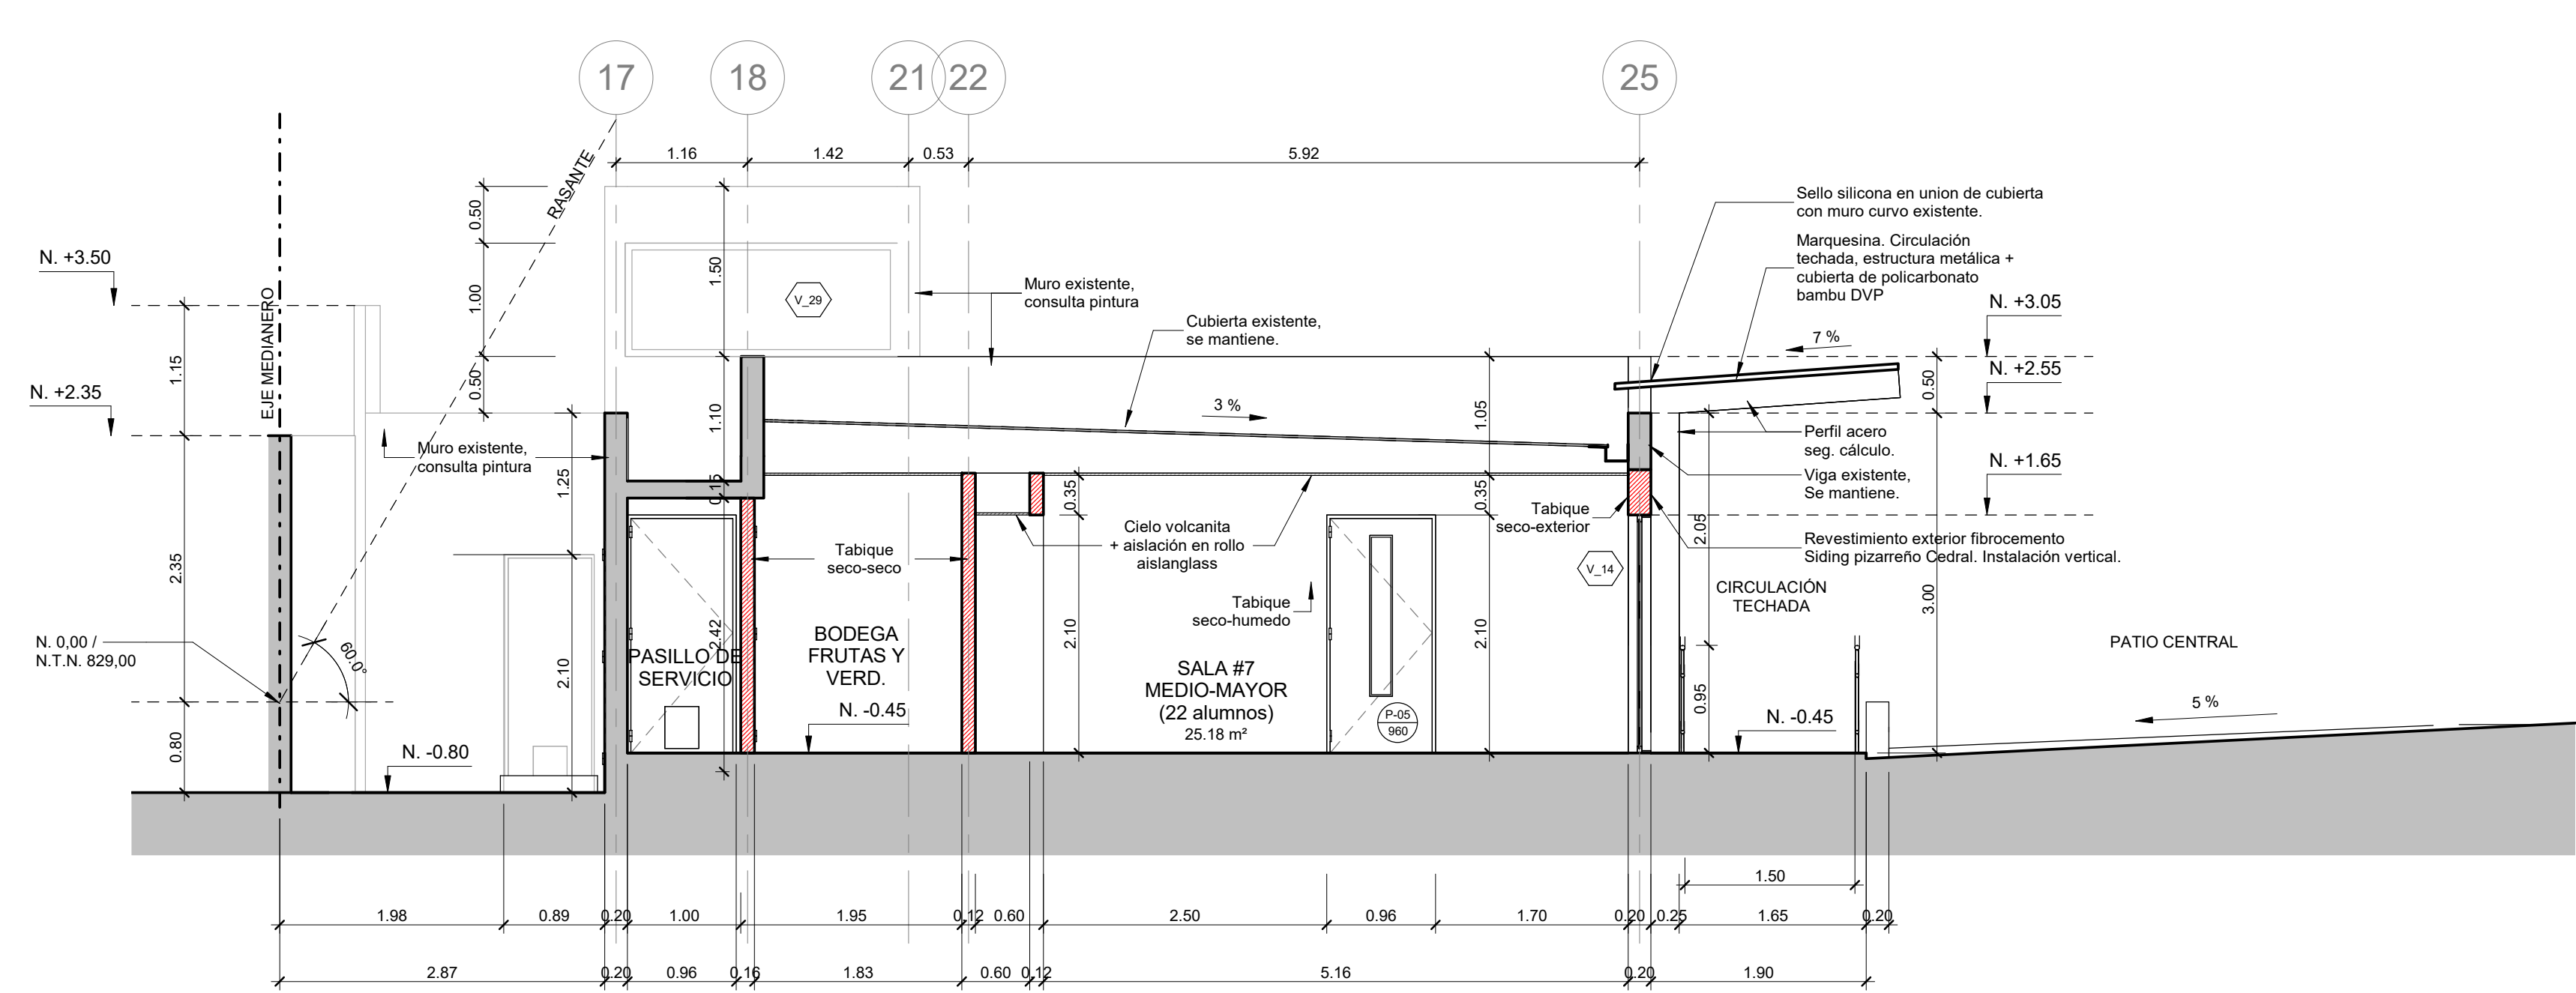 17
18
21
22
25
1.16
1.42
0.53
5.92
RASANTE
EJE MEDIANERO
N. +3.50
N. +2.35
N. 0,00 /
N.T.N. 829,00
N. -0.80
60.0°
1.15
2.35
0.80
0.50
1.00
0.50
1.25
2.10
Muro existente,
consulta pintura
1.50
1.10
0.15
2.42
V_29
Muro existente,
consulta pintura
Cubierta existente,
se mantiene.
3 %
PASILLO DE
SERVICIO
Tabique
seco-seco
BODEGA
FRUTAS Y
VERD.
N. -0.45
0.35
2.10
Cielo volcanita
+ aislación en rollo
aislanglass
Tabique
seco-humedo
SALA #7
MEDIO-MAYOR
(22 alumnos)
25.18 m²
P-05
960
1.05
0.35
2.10
Tabique
seco-exterior
V_14
Sello silicona en union de cubierta
con muro curvo existente.
Marquesina. Circulación
techada, estructura metálica +
cubierta de policarbonato
bambu DVP
7 %
N. +3.05
N. +2.55
N. +1.65
0.50
3.00
Perfil acero
seg. cálculo.
Viga existente,
Se mantiene.
Revestimiento exterior fibrocemento
Siding pizarreño Cedral. Instalación vertical.
2.05
0.95
CIRCULACIÓN
TECHADA
N. -0.45
PATIO CENTRAL
5 %
1.50
1.98
0.89
0.20
1.00
1.95
0.12
0.60
2.50
0.96
1.70
0.20
0.25
1.65
0.20
2.87
0.20
0.96
0.16
1.83
0.60
0.12
5.16
0.20
1.90